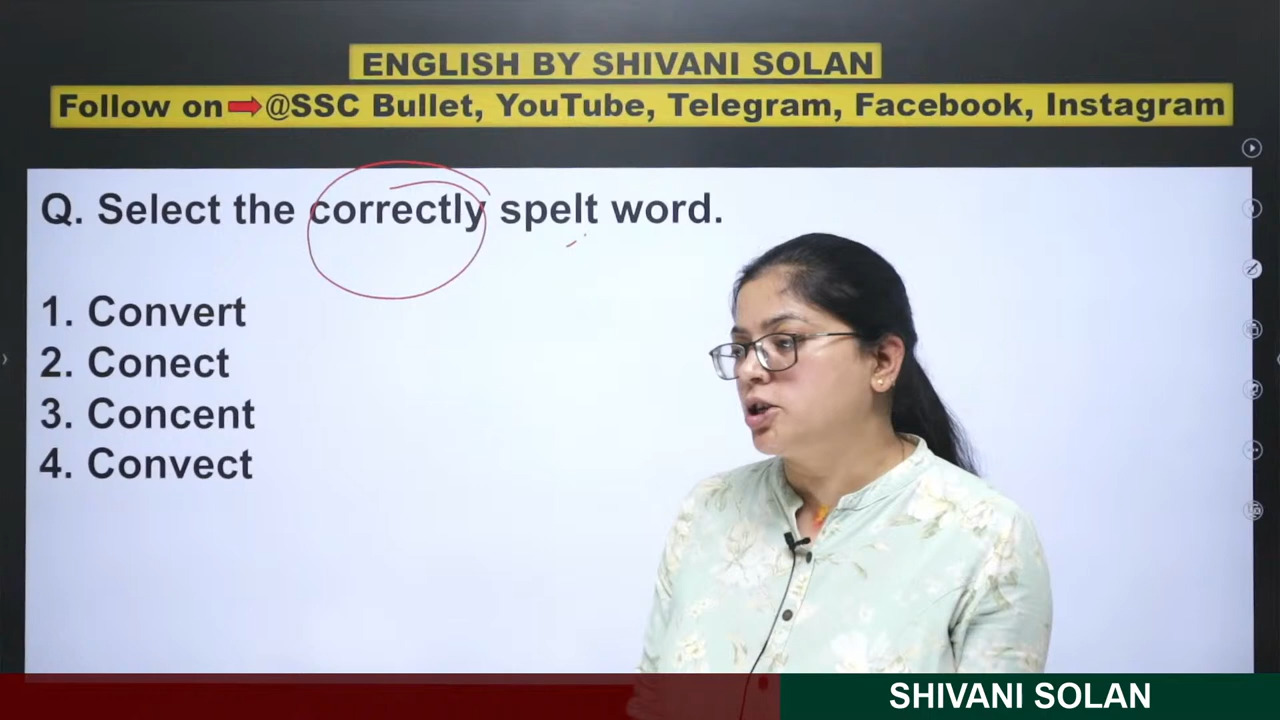 ENGLISH BY SHIVANI SOLAN
Follow on @SSC Bullet, YouTube, Telegram, Facebook, Instagram
Q. Select the correctly spelt word.
1. Convert
2. Conect
3. Concent
4. Convect
SHIVANI SOLAN